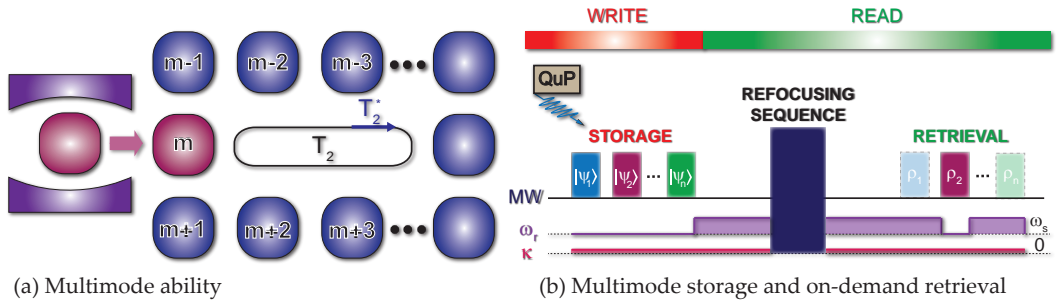 m-1 m-2 m-3 •••
T₂*
m
T₂
m+1 m+2 m+3 •••
(a) Multimode ability
WRITE READ
QuP
REFOCUSING
SEQUENCE
STORAGE RETRIEVAL
|ψ₁⟩ |ψ₂⟩ ••• |ψₙ⟩ ρ₁ ρ₂ ••• ρₙ
MW
ωᵣ ωₛ
κ 0
(b) Multimode storage and on-demand retrieval